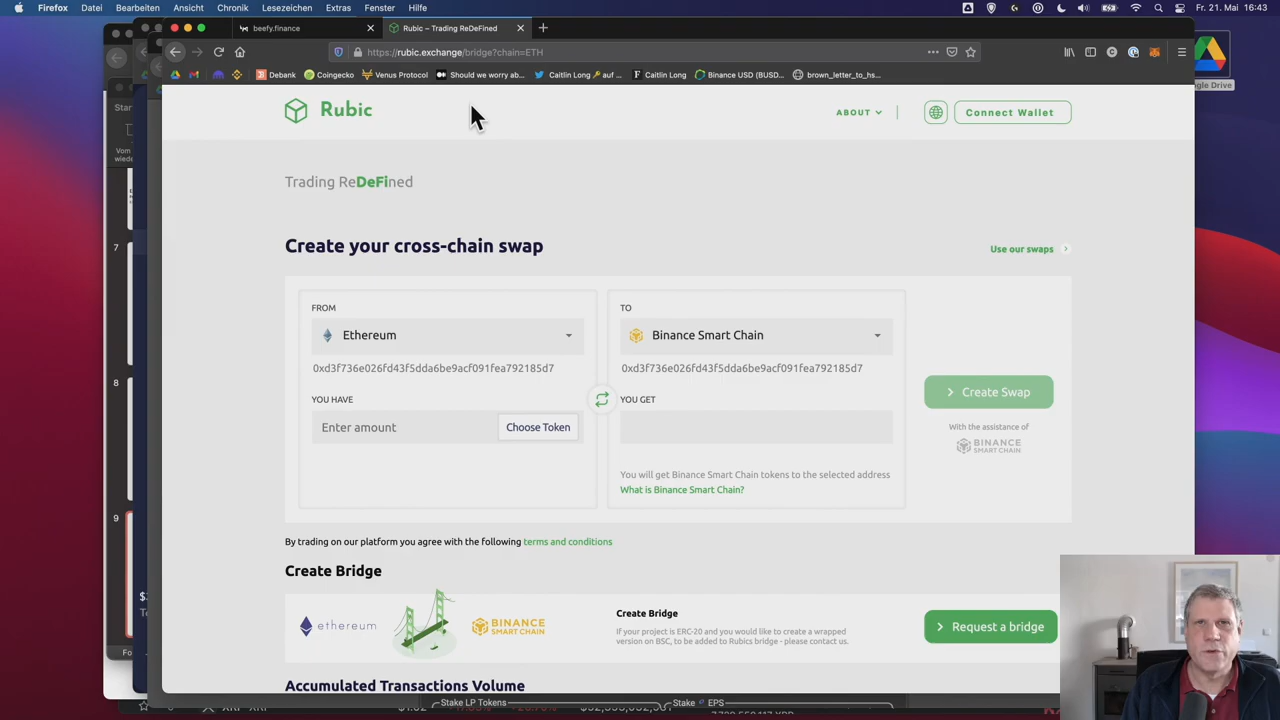 Firefox Datei Bearbeiten Ansicht Chronik Lesezeichen Extras Fenster Hilfe
100 % Fr. 21. Mai 16:43
beefy.finance
Rubic – Trading ReDeFined
https://rubic.exchange/bridge?chain=ETH
Debank Coingecko Venus Protocol Should we worry ab... Caitlin Long auf ... Caitlin Long Binance USD (BUSD... brown_letter_to_hs...
Rubic
ABOUT
Connect Wallet
Trading ReDeFined
Create your cross-chain swap
Use our swaps
FROM
Ethereum
0xd3f736e026fd43f5dda6be9acf091fea792185d7
YOU HAVE
Enter amount
Choose Token
TO
Binance Smart Chain
0xd3f736e026fd43f5dda6be9acf091fea792185d7
YOU GET
You will get Binance Smart Chain tokens to the selected address
What is Binance Smart Chain?
Create Swap
With the assistance of
BINANCE
SMART CHAIN
By trading on our platform you agree with the following terms and conditions
Create Bridge
ethereum
BINANCE
SMART CHAIN
Create Bridge
If your project is ERC-20 and you would like to create a wrapped
version on BSC, to be added to Rubics bridge - please contact us.
Request a bridge
Accumulated Transactions Volume
Stake LP Tokens
Stake EPS
Start
Vom
wiede
7
8
9